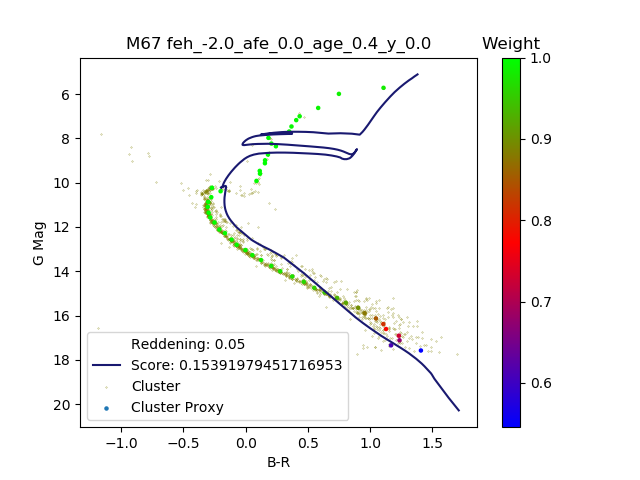 M67 feh_-2.0_afe_0.0_age_0.4_y_0.0
Weight
6
8
10
12
14
16
18
20
G Mag
−1.0
−0.5
0.0
0.5
1.0
1.5
B-R
Reddening: 0.05
Score: 0.15391979451716953
Cluster
Cluster Proxy
1.0
0.9
0.8
0.7
0.6